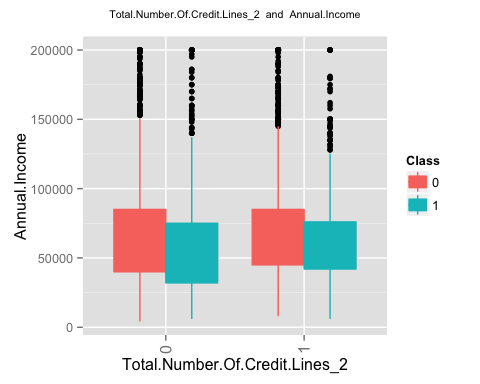 Total.Number.Of.Credit.Lines_2 and Annual.Income
200000
150000
100000
50000
0
Annual.Income
0
1
Total.Number.Of.Credit.Lines_2
Class
0
1